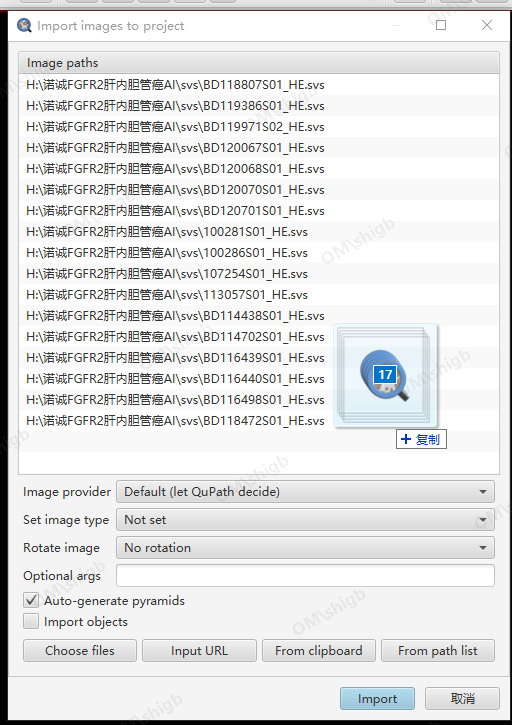 Import images to project
Image paths
H:\诺诚FGFR2肝内胆管癌AI\svs\BD118807S01_HE.svs
H:\诺诚FGFR2肝内胆管癌AI\svs\BD119386S01_HE.svs
H:\诺诚FGFR2肝内胆管癌AI\svs\BD119971S02_HE.svs
H:\诺诚FGFR2肝内胆管癌AI\svs\BD120067S01_HE.svs
H:\诺诚FGFR2肝内胆管癌AI\svs\BD120068S01_HE.svs
H:\诺诚FGFR2肝内胆管癌AI\svs\BD120070S01_HE.svs
H:\诺诚FGFR2肝内胆管癌AI\svs\BD120701S01_HE.svs
H:\诺诚FGFR2肝内胆管癌AI\svs\100281S01_HE.svs
H:\诺诚FGFR2肝内胆管癌AI\svs\100286S01_HE.svs
H:\诺诚FGFR2肝内胆管癌AI\svs\107254S01_HE.svs
H:\诺诚FGFR2肝内胆管癌AI\svs\113057S01_HE.svs
H:\诺诚FGFR2肝内胆管癌AI\svs\BD114438S01_HE.svs
H:\诺诚FGFR2肝内胆管癌AI\svs\BD114702S01_HE.svs
H:\诺诚FGFR2肝内胆管癌AI\svs\BD116439S01_HE.svs
H:\诺诚FGFR2肝内胆管癌AI\svs\BD116440S01_HE.svs
H:\诺诚FGFR2肝内胆管癌AI\svs\BD116498S01_HE.svs
H:\诺诚FGFR2肝内胆管癌AI\svs\BD118472S01_HE.svs
17
+ 复制
Image provider Default (let QuPath decide)
Set image type Not set
Rotate image No rotation
Optional args
Auto-generate pyramids
Import objects
Choose files Input URL From clipboard From path list
Import 取消
OM\shigb